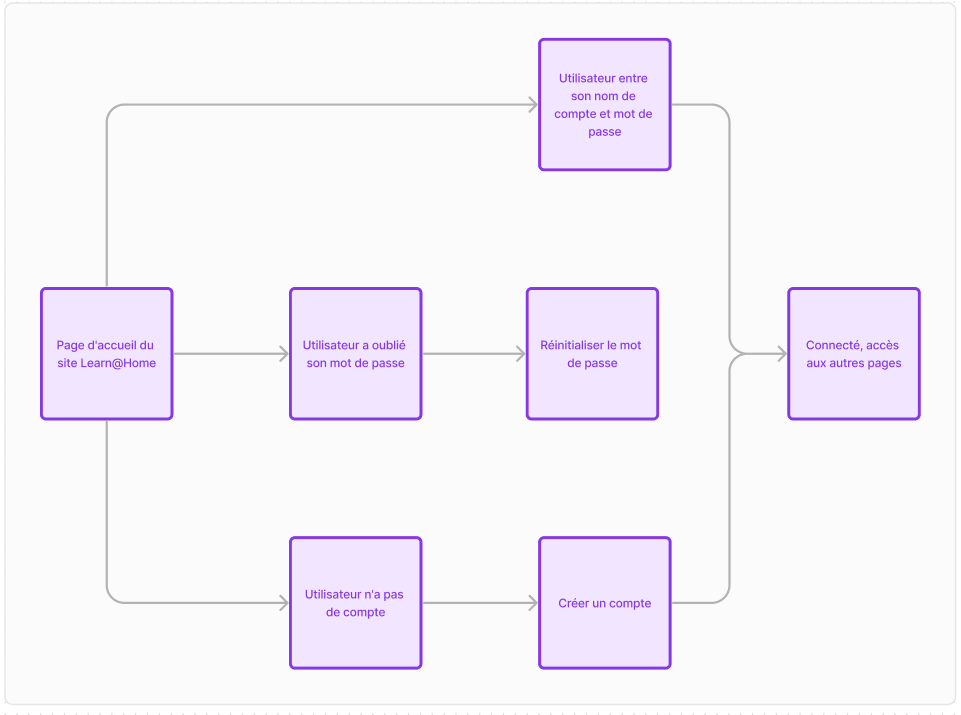 Utilisateur entre
son nom de
compte et mot de
passe
Page d'accueil du
site Learn@Home
Utilisateur a oublié
son mot de passe
Réinitialiser le mot
de passe
Connecté, accès
aux autres pages
Utilisateur n'a pas
de compte
Créer un compte